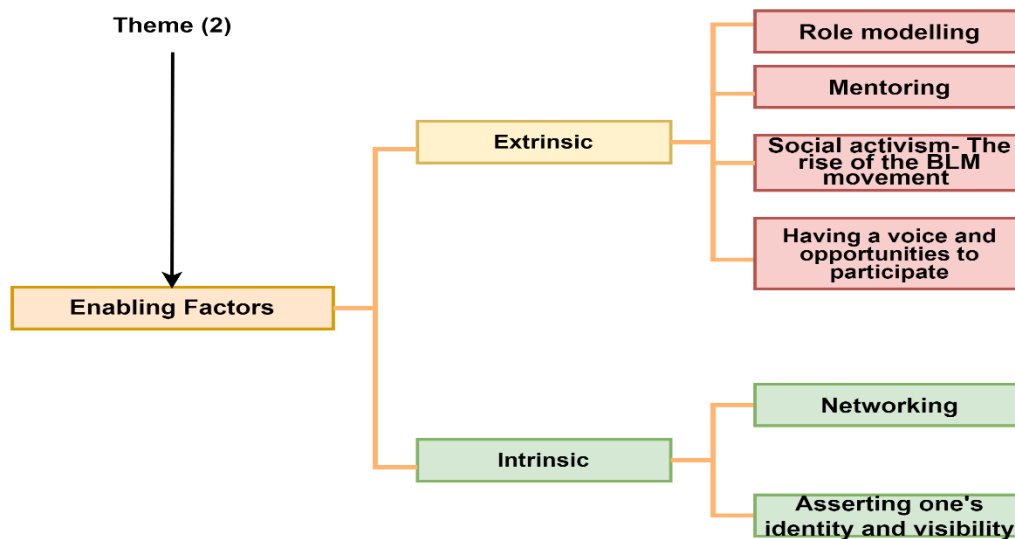 Theme (2)
Enabling Factors
Extrinsic
Role modelling
Mentoring
Social activism- The
rise of the BLM
movement
Having a voice and
opportunities to
participate
Intrinsic
Networking
Asserting one's
identity and visibility